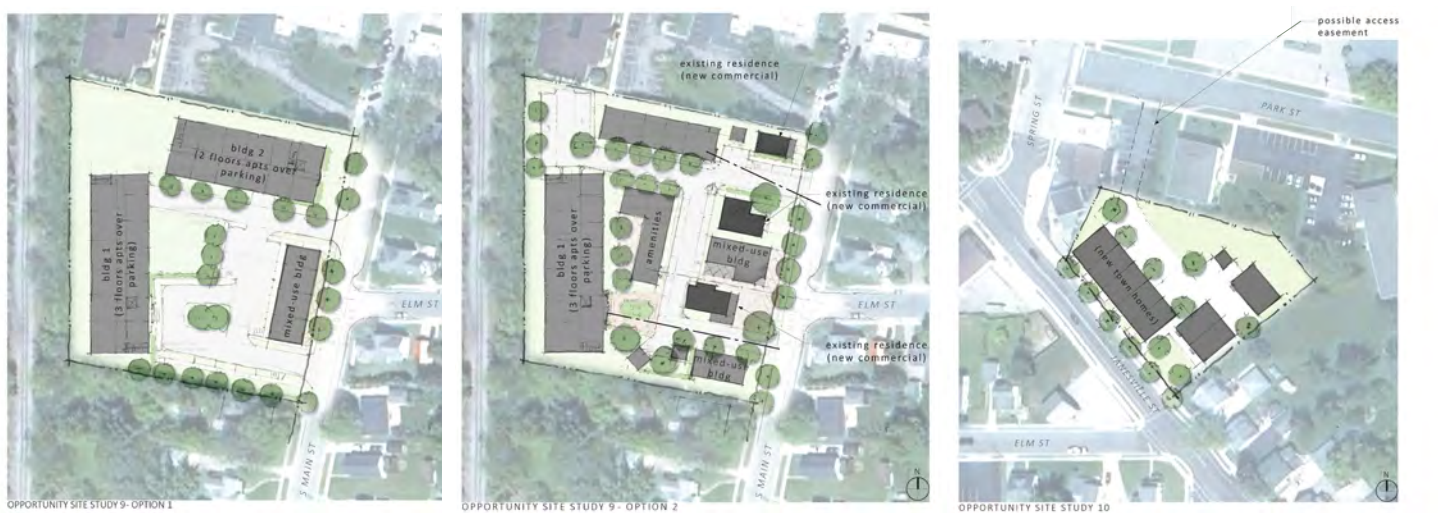 bldg 2
(2 floors apts over
parking)
bldg 1
(3 floors apts over
parking)
mixed-use bldg
ELM ST
S MAIN ST
OPPORTUNITY SITE STUDY 9- OPTION 1
existing residence
(new commercial)
existing residence
(new commercial)
bldg 1
(3 floors apts over
parking)
amenities
mixed-use
bldg
ELM ST
existing residence
(new commercial)
mixed-use
bldg
S MAIN ST
N
OPPORTUNITY SITE STUDY 9 - OPTION 2
possible access
easement
PARK ST
SPRING ST
(new town homes)
JANESVILLE ST
ELM ST
N
OPPORTUNITY SITE STUDY 10